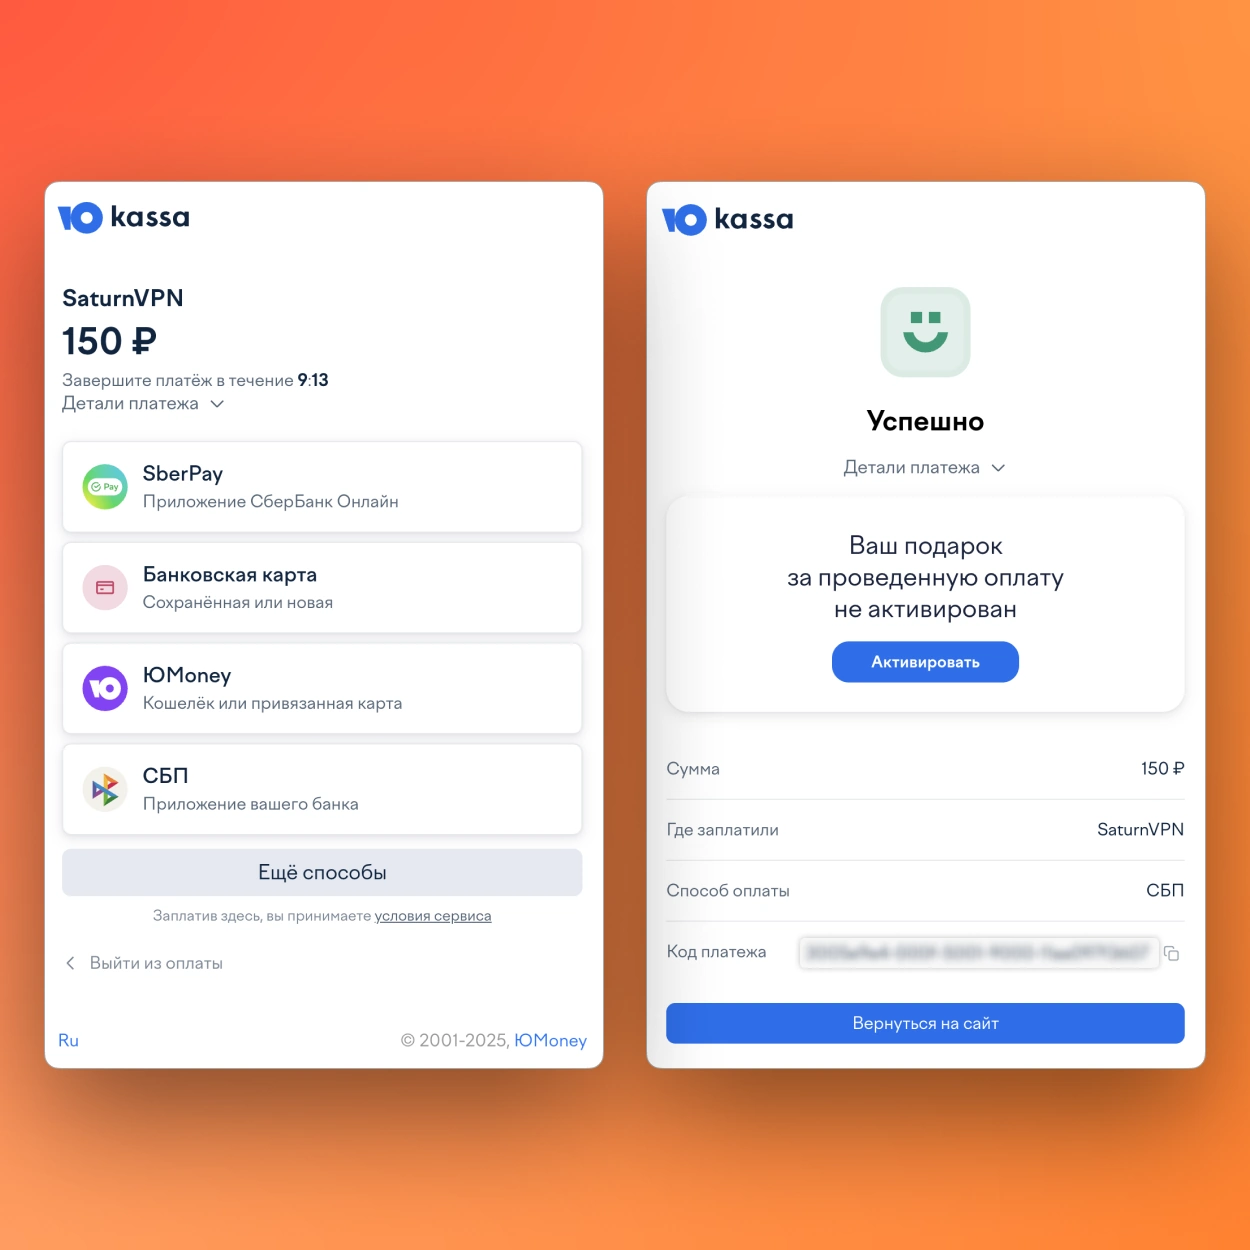 kassa
SaturnVPN
150 ₽
Завершите платёж в течение 9:13
Детали платежа
Pay
SberPay
Приложение СберБанк Онлайн
Банковская карта
Сохранённая или новая
ЮMoney
Кошелёк или привязанная карта
СБП
Приложение вашего банка
Ещё способы
Заплатив здесь, вы принимаете условия сервиса
Выйти из оплаты
Ru
© 2001-2025, ЮMoney
kassa
Успешно
Детали платежа
Ваш подарок
за проведенную оплату
не активирован
Активировать
Сумма 150 ₽
Где заплатили SaturnVPN
Способ оплаты СБП
Код платежа
Вернуться на сайт